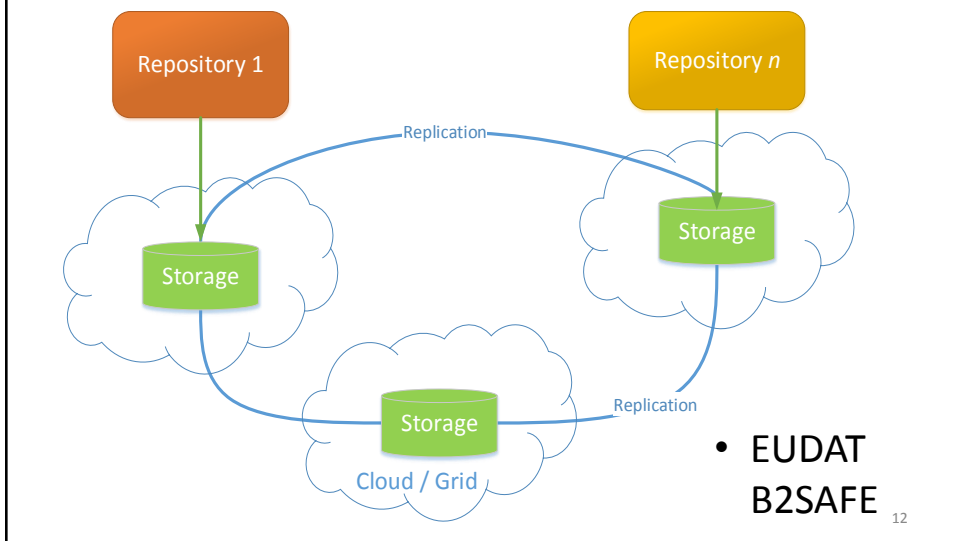 Repository 1
Repository n
Replication
Storage
Storage
Storage
Replication
Cloud / Grid
• EUDAT
B2SAFE
12